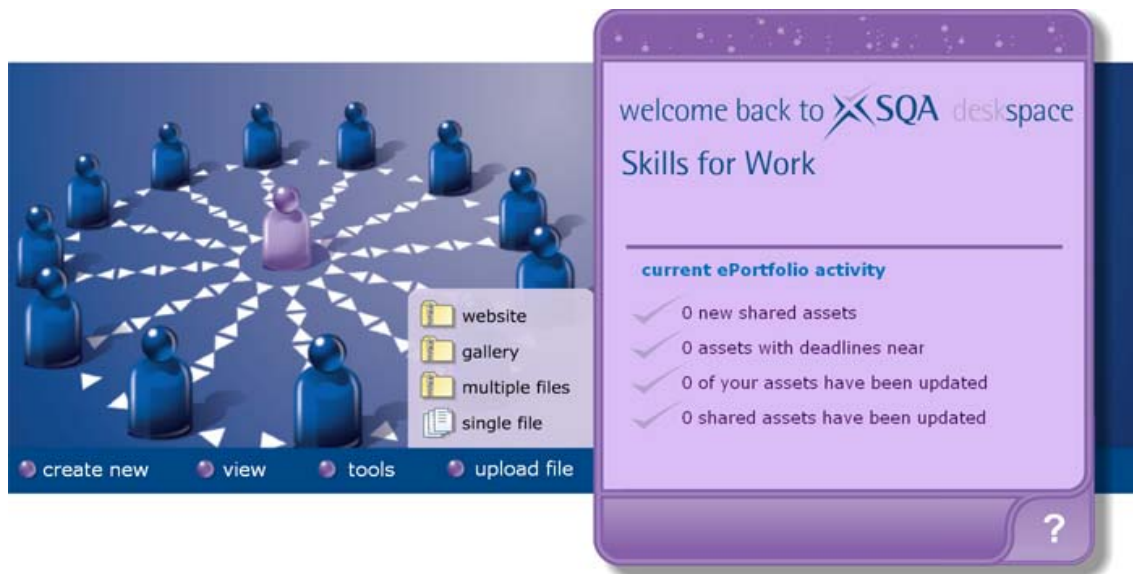 welcome back to SQA deskspace
Skills for Work
current ePortfolio activity
0 new shared assets
0 assets with deadlines near
0 of your assets have been updated
0 shared assets have been updated
website
gallery
multiple files
single file
create new
view
tools
upload file
?